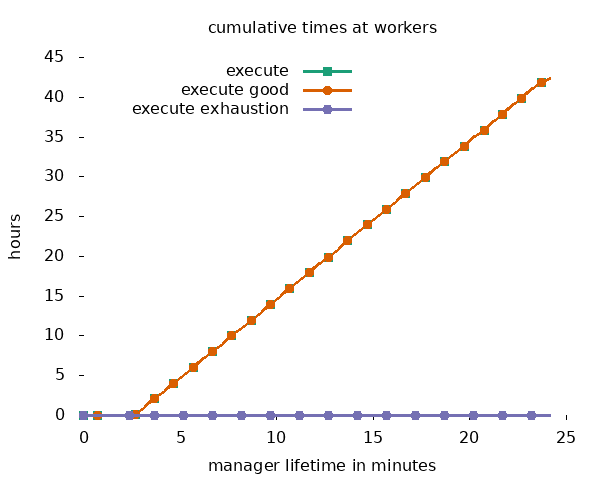 cumulative times at workers
45
40
35
30
25
20
15
10
5
0
execute
execute good
execute exhaustion
hours
0 5 10 15 20 25
manager lifetime in minutes